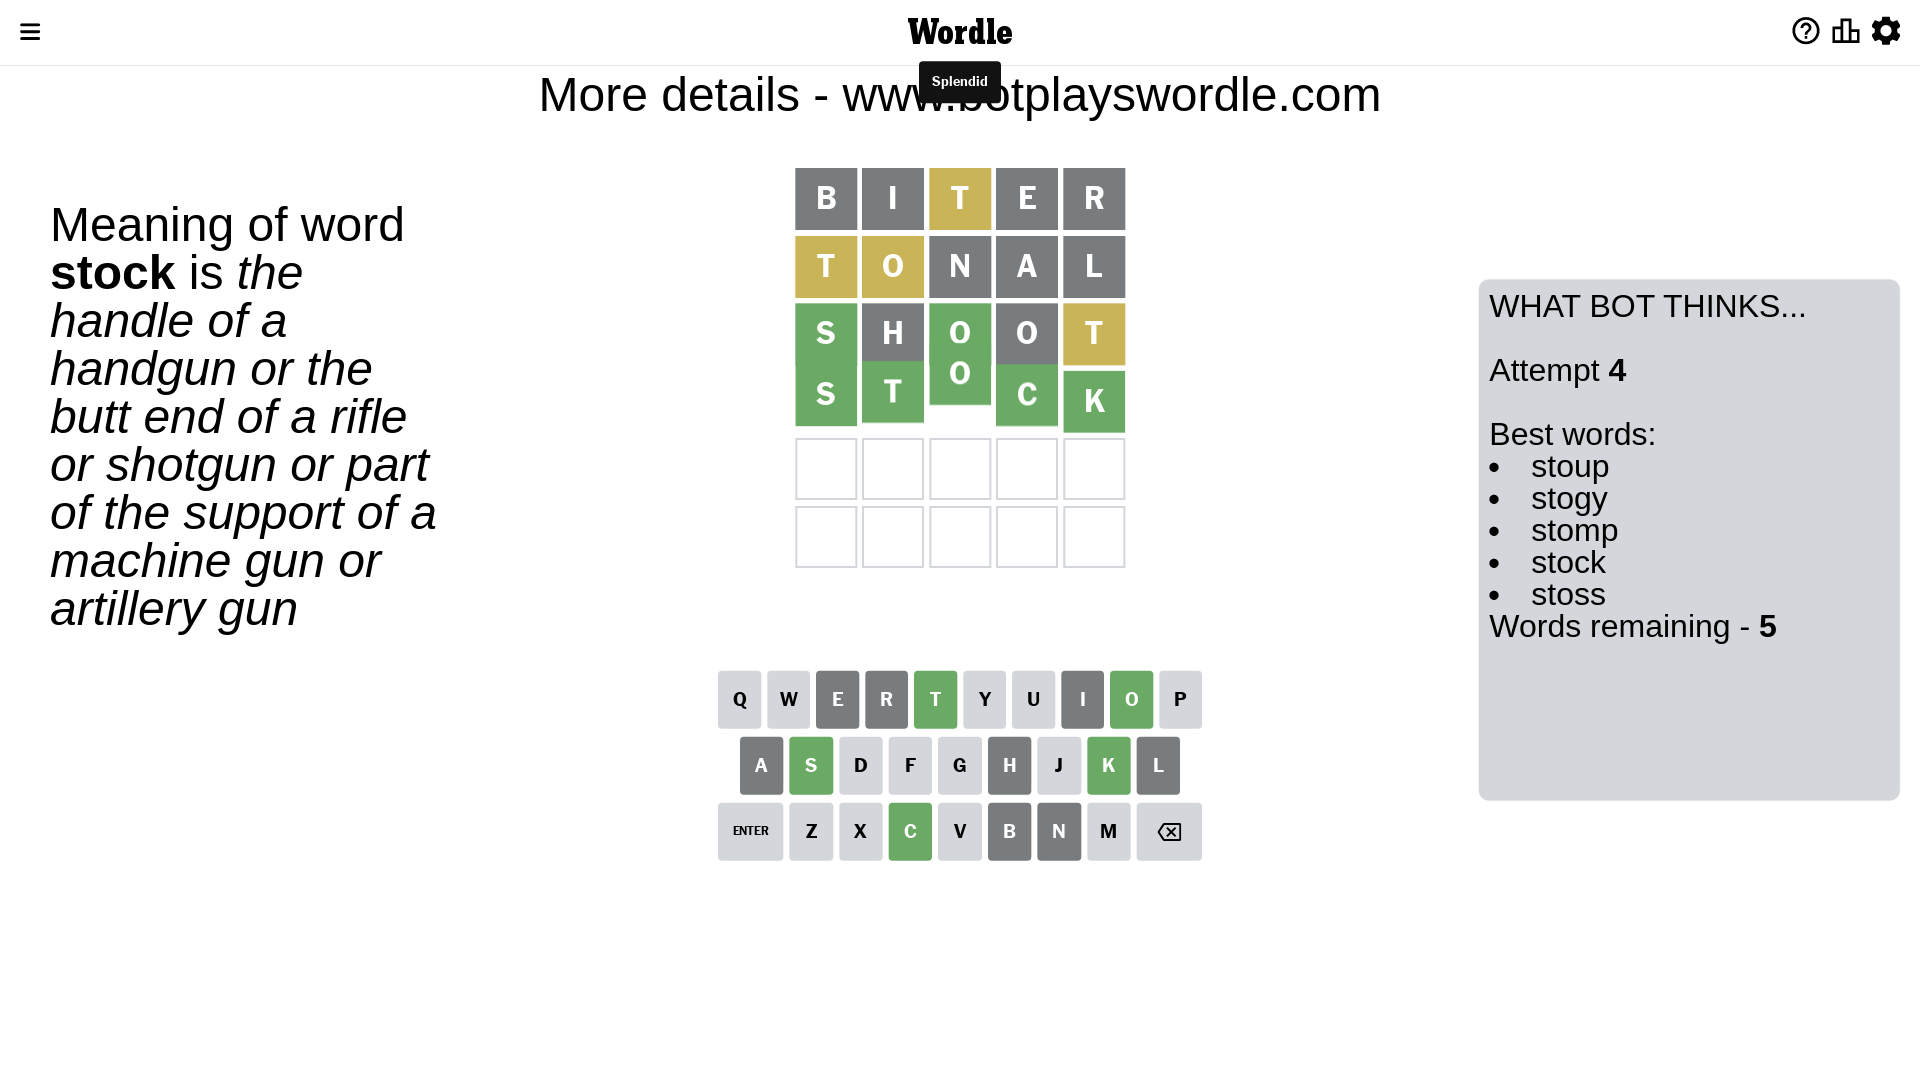 Wordle
Splendid
More details - www.botplayswordle.com
Meaning of word
stock is the
handle of a
handgun or the
butt end of a rifle
or shotgun or part
of the support of a
machine gun or
artillery gun
B I T E R
T O N A L
S H O O T
S T O C K
WHAT BOT THINKS...
Attempt 4
Best words:
• stoup
• stogy
• stomp
• stock
• stoss
Words remaining - 5
Q W E R T Y U I O P
A S D F G H J K L
ENTER Z X C V B N M